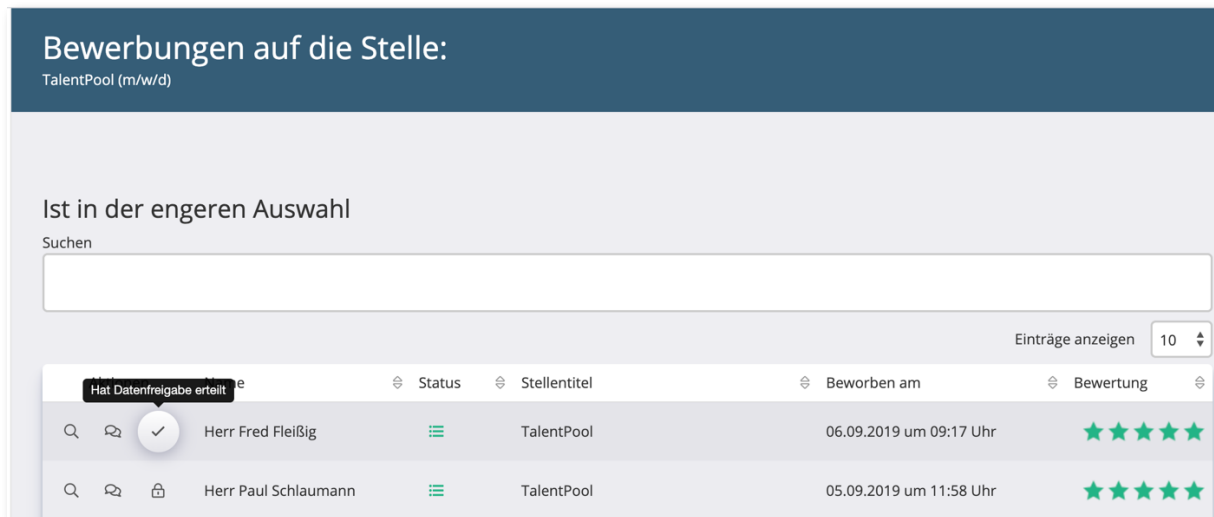 Bewerbungen auf die Stelle:
TalentPool (m/w/d)
Ist in der engeren Auswahl
Suchen
Einträge anzeigen 10
Hat Datenfreigabe erteilt
Status Stellentitel Beworben am Bewertung
Herr Fred Fleißig TalentPool 06.09.2019 um 09:17 Uhr
Herr Paul Schlaumann TalentPool 05.09.2019 um 11:58 Uhr